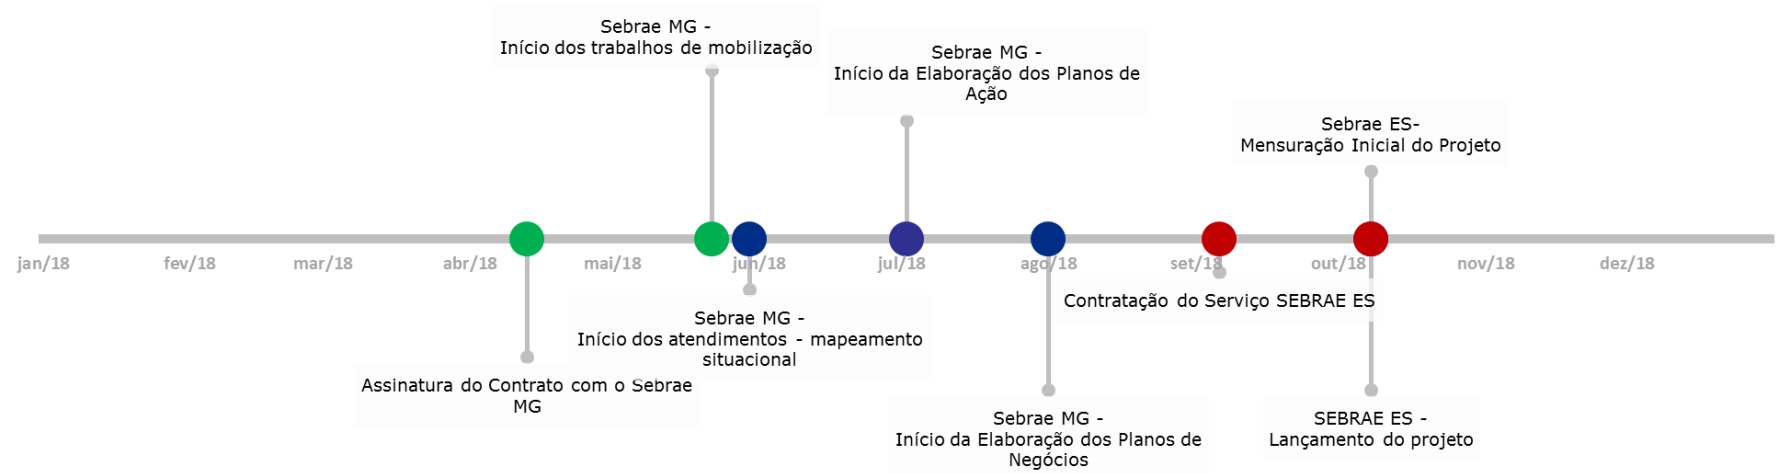 Sebrae MG -
Início dos trabalhos de mobilização
Sebrae MG -
Início da Elaboração dos Planos de
Ação
Sebrae ES-
Mensuração Inicial do Projeto
jan/18
fev/18
mar/18
abr/18
mai/18
jun/18
jul/18
ago/18
set/18
out/18
nov/18
dez/18
Contratação do Serviço SEBRAE ES
Sebrae MG -
Início dos atendimentos - mapeamento
situacional
Assinatura do Contrato com o Sebrae
MG
Sebrae MG -
Início da Elaboração dos Planos de
Negócios
SEBRAE ES -
Lançamento do projeto